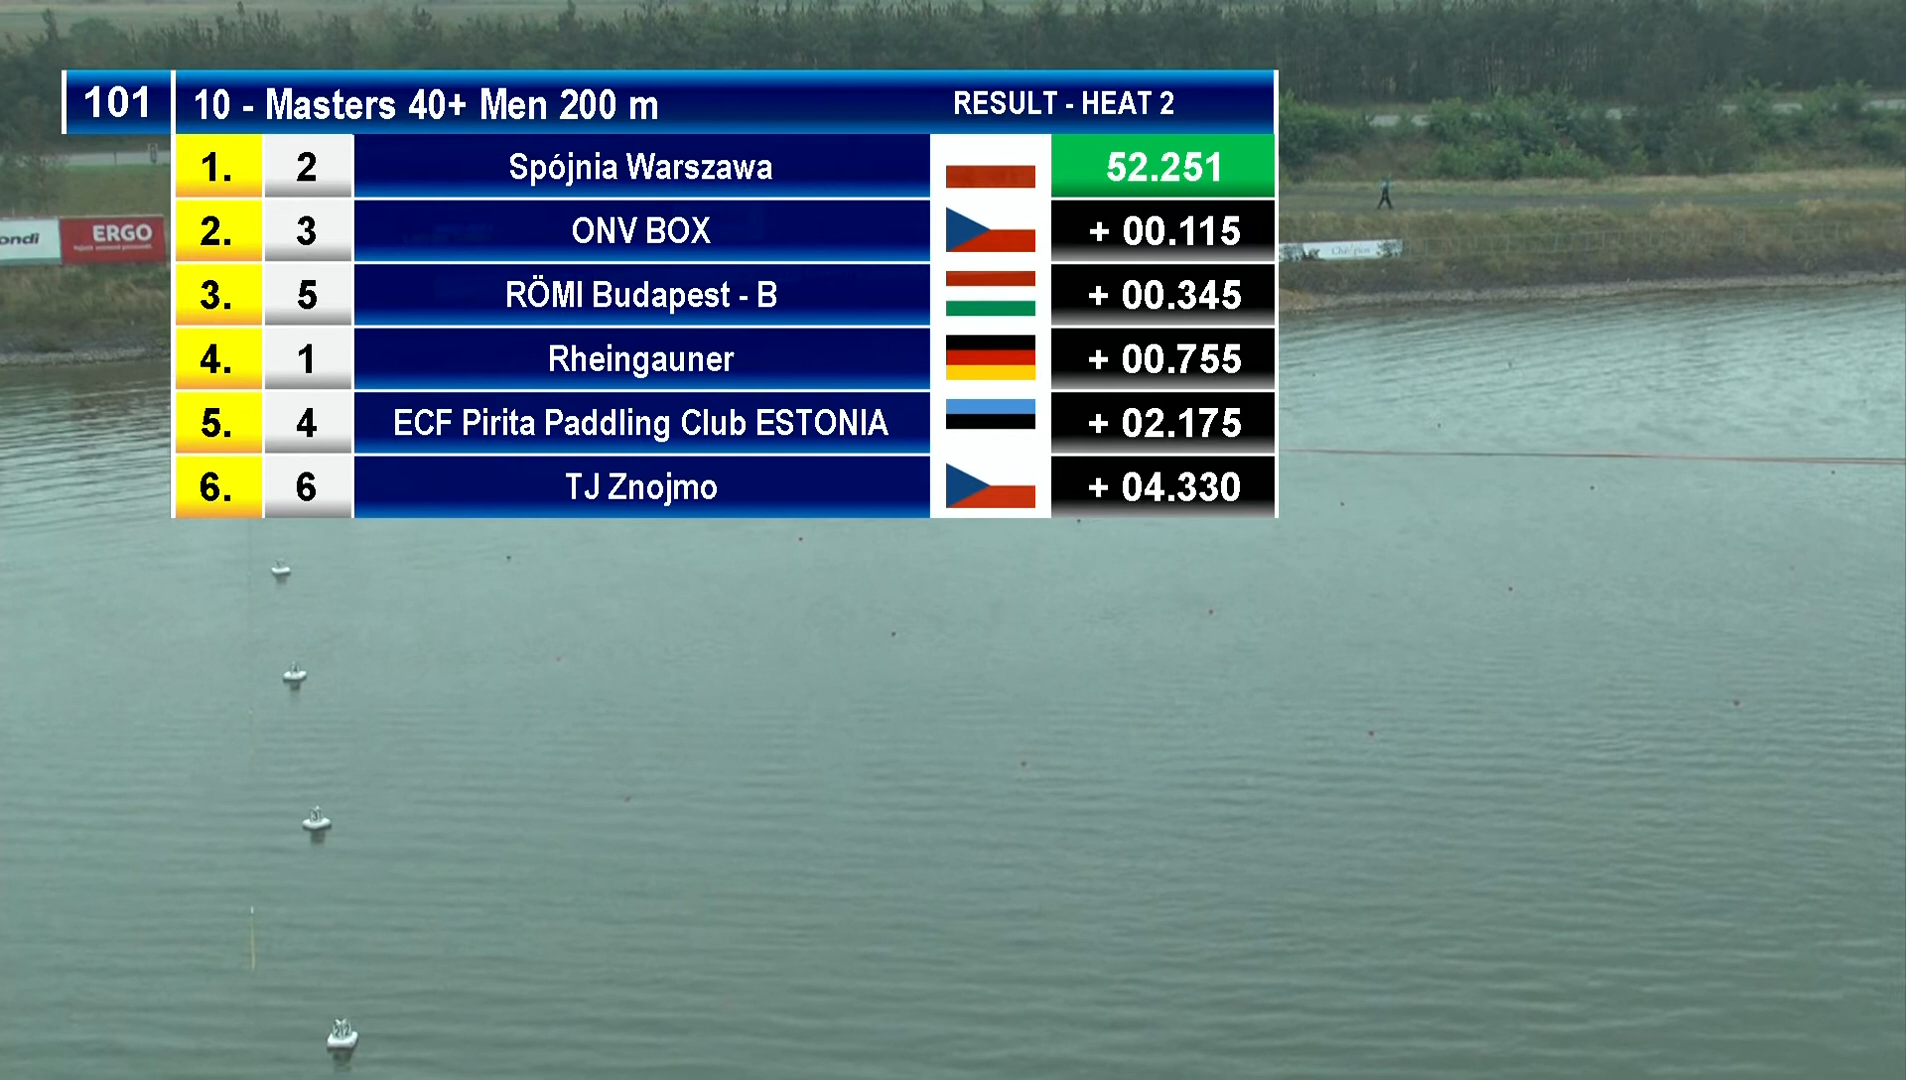 101 10 - Masters 40+ Men 200 m RESULT - HEAT 2
1. 2 Spójnia Warszawa 52.251
2. 3 ONV BOX + 00.115
3. 5 RÖMI Budapest - B + 00.345
4. 1 Rheingauner + 00.755
5. 4 ECF Pirita Paddling Club ESTONIA + 02.175
6. 6 TJ Znojmo + 04.330
ERGO